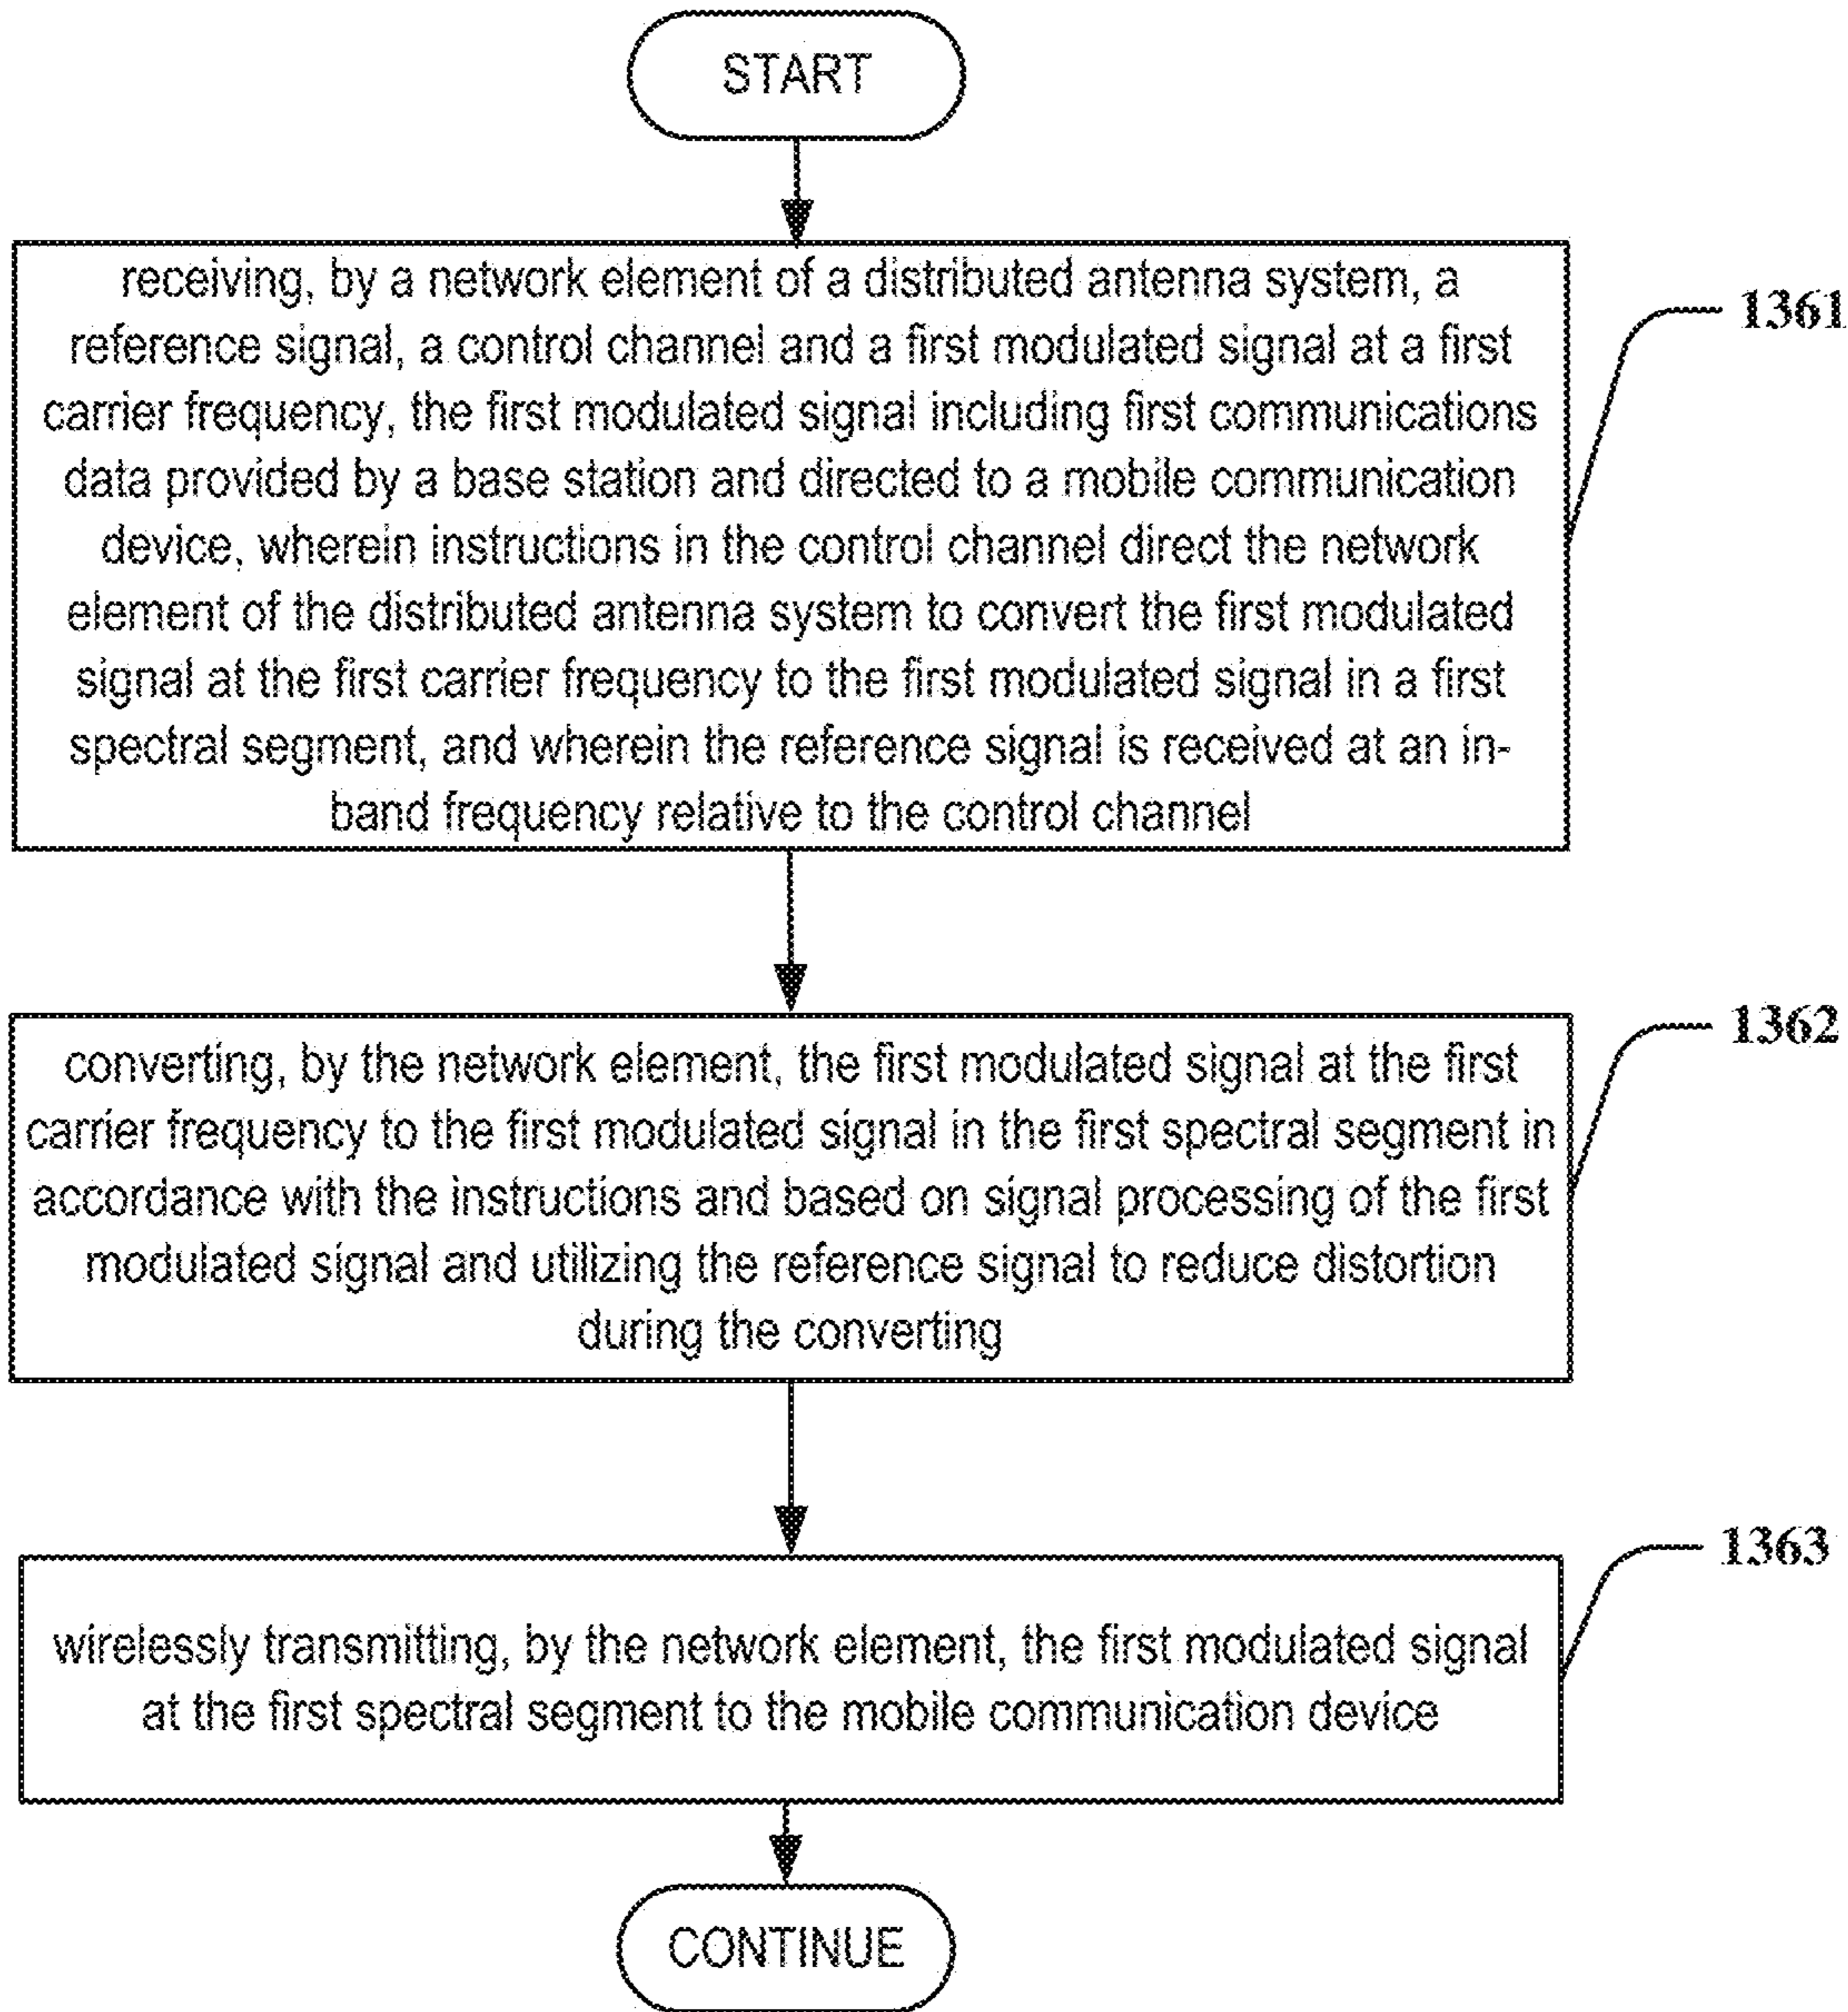 START
receiving, by a network element of a distributed antenna system, a
reference signal, a control channel and a first modulated signal at a first
carrier frequency, the first modulated signal including first communications
data provided by a base station and directed to a mobile communication
device, wherein instructions in the control channel direct the network
element of the distributed antenna system to convert the first modulated
signal at the first carrier frequency to the first modulated signal in a first
spectral segment, and wherein the reference signal is received at an in-
band frequency relative to the control channel
1361
converting, by the network element, the first modulated signal at the first
carrier frequency to the first modulated signal in the first spectral segment in
accordance with the instructions and based on signal processing of the first
modulated signal and utilizing the reference signal to reduce distortion
during the converting
1362
wirelessly transmitting, by the network element, the first modulated signal
at the first spectral segment to the mobile communication device
1363
CONTINUE